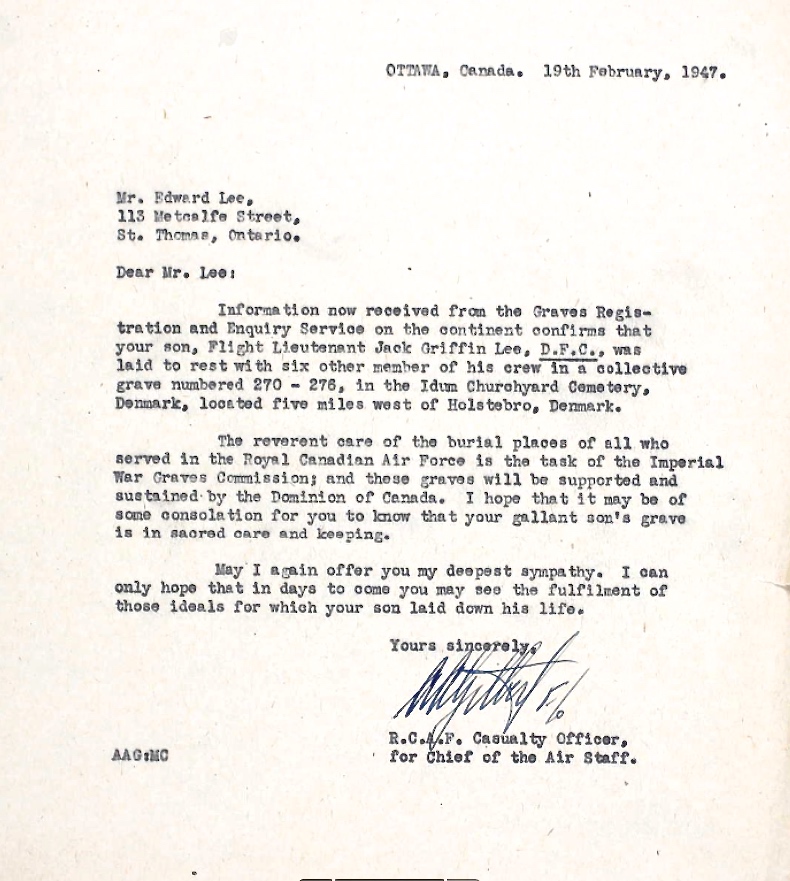 OTTAWA, Canada.  19th February, 1947.
Mr. Edward Lee,
113 Metcalfe Street,
St. Thomas, Ontario.
Dear Mr. Lee:
Information now received from the Graves Regis-
tration and Enquiry Service on the continent confirms that
your son, Flight Lieutenant Jack Griffin Lee, D.F.C., was
laid to rest with six other member of his crew in a collective
grave numbered 270 - 276, in the Idum Churchyard Cemetery,
Denmark, located five miles west of Holstebro, Denmark.
The reverent care of the burial places of all who
served in the Royal Canadian Air Force is the task of the Imperial
War Graves Commission; and these graves will be supported and
sustained by the Dominion of Canada.  I hope that it may be of
some consolation for you to know that your gallant son's grave
is in sacred care and keeping.
May I again offer you my deepest sympathy.  I can
only hope that in days to come you may see the fulfilment of
those ideals for which your son laid down his life.
Yours sincerely,
R.C.A.F. Casualty Officer,
for Chief of the Air Staff.
AAG:MC